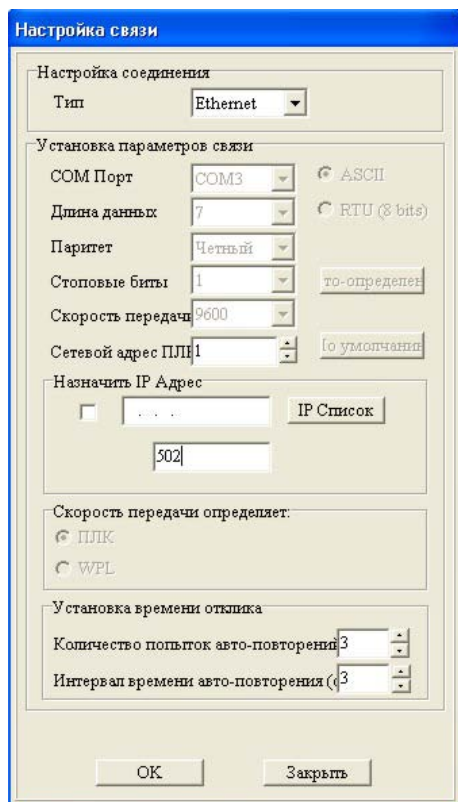 Настройка связи
Настройка соединения
Тип Ethernet
Установка параметров связи
COM Порт COM3 ASCII
Длина данных 7 RTU (8 bits)
Паритет Четный
Стоповые биты 1 то-определен
Скорость передачи 9600
Сетевой адрес ПЛК 1 о умолчани
Назначить IP Адрес
. . . IP Список
502
Скорость передачи определяет:
ПЛК
WPL
Установка времени отклика
Количество попыток авто-повторений 3
Интервал времени авто-повторения (с 3
OK Закрыть